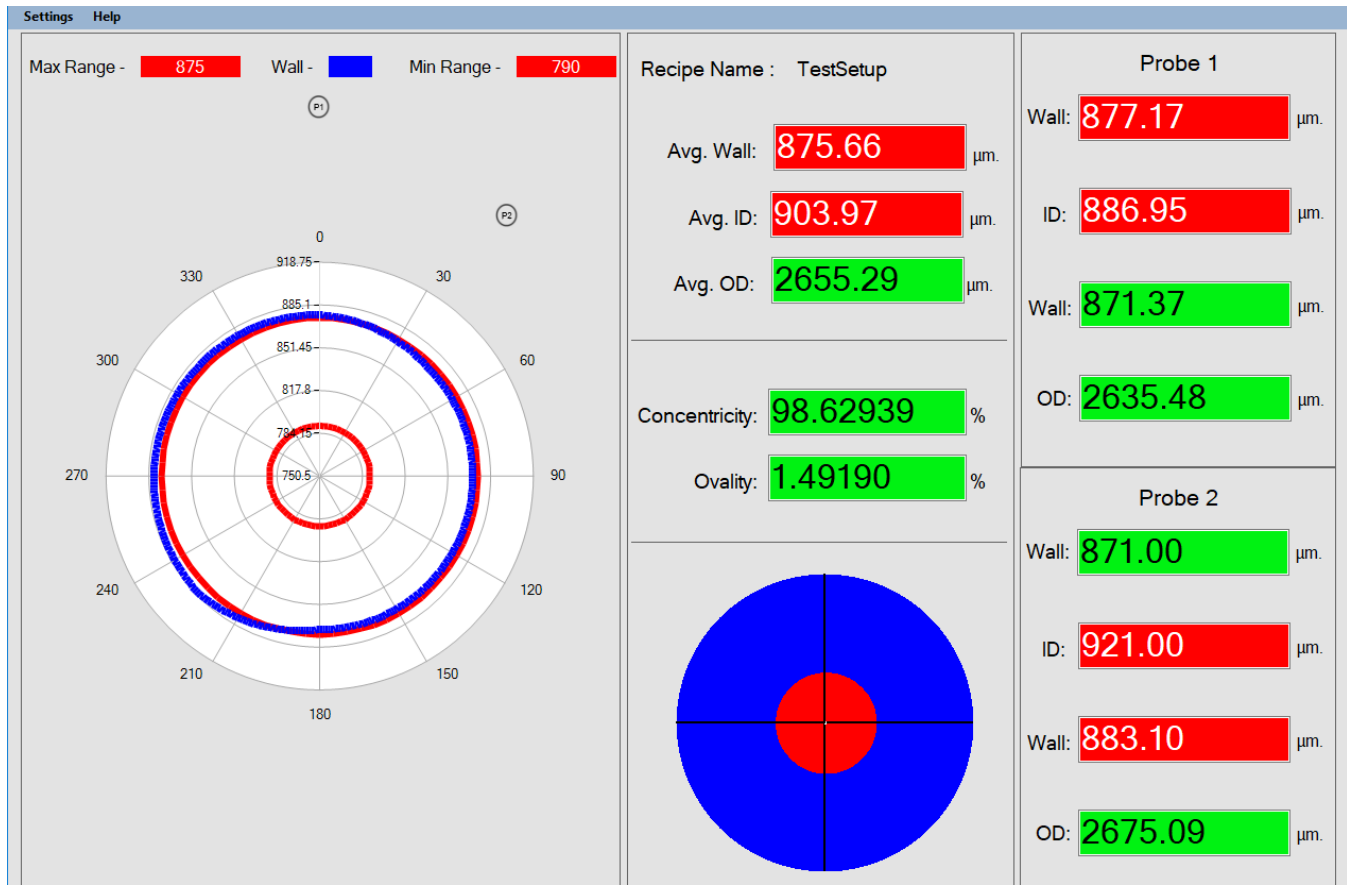 Settings Help
Max Range - 875 Wall - Min Range - 790
P1
P2
0
30
60
90
120
150
180
210
240
270
300
330
918.75
885.1
851.45
817.8
784.15
750.5
Recipe Name : TestSetup
Avg. Wall: 875.66 µm.
Avg. ID: 903.97 µm.
Avg. OD: 2655.29 µm.
Concentricity: 98.62939 %
Ovality: 1.49190 %
Probe 1
Wall: 877.17 µm.
ID: 886.95 µm.
Wall: 871.37 µm.
OD: 2635.48 µm.
Probe 2
Wall: 871.00 µm.
ID: 921.00 µm.
Wall: 883.10 µm.
OD: 2675.09 µm.